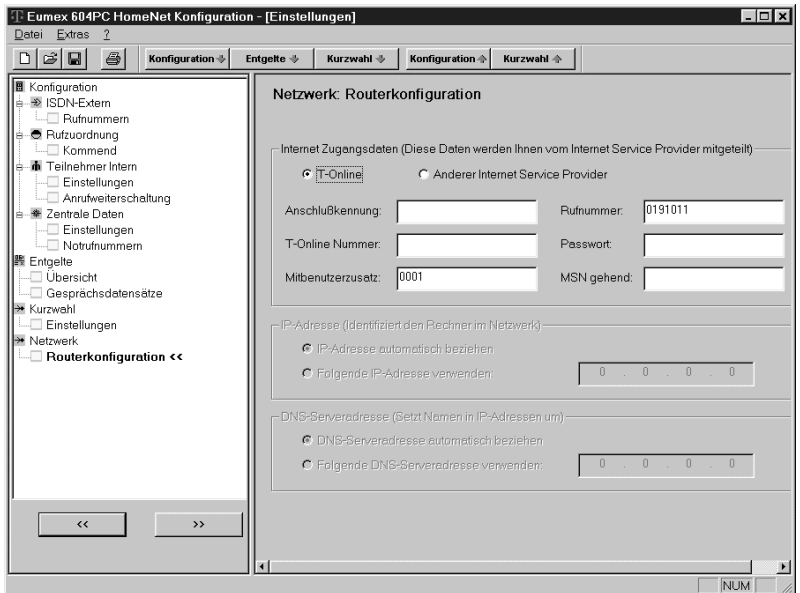 Eumex 604PC HomeNet Konfiguration - [Einstellungen]
Datei Extras ?
Konfiguration Entgelte Kurzwahl Konfiguration Kurzwahl
Konfiguration
ISDN-Extern
Rufnummern
Rufzuordnung
Kommend
Teilnehmer Intern
Einstellungen
Anrufweiterschaltung
Zentrale Daten
Einstellungen
Notrufnummern
Entgelte
Übersicht
Gesprächsdatensätze
Kurzwahl
Einstellungen
Netzwerk
Routerkonfiguration <<
<< >>
Netzwerk: Routerkonfiguration
Internet Zugangsdaten (Diese Daten werden Ihnen vom Internet Service Provider mitgeteilt)
T-Online Anderer Internet Service Provider
Anschlußkennung: Rufnummer: 0191011
T-Online Nummer: Passwort:
Mitbenutzerzusatz: 0001 MSN gehend:
IP-Adresse (Identifiziert den Rechner im Netzwerk)
IP-Adresse automatisch beziehen
Folgende IP-Adresse verwenden: 0 . 0 . 0 . 0
DNS-Serveradresse (Setzt Namen in IP-Adressen um)
DNS-Serveradresse automatisch beziehen
Folgende DNS-Serveradresse verwenden: 0 . 0 . 0 . 0
NUM